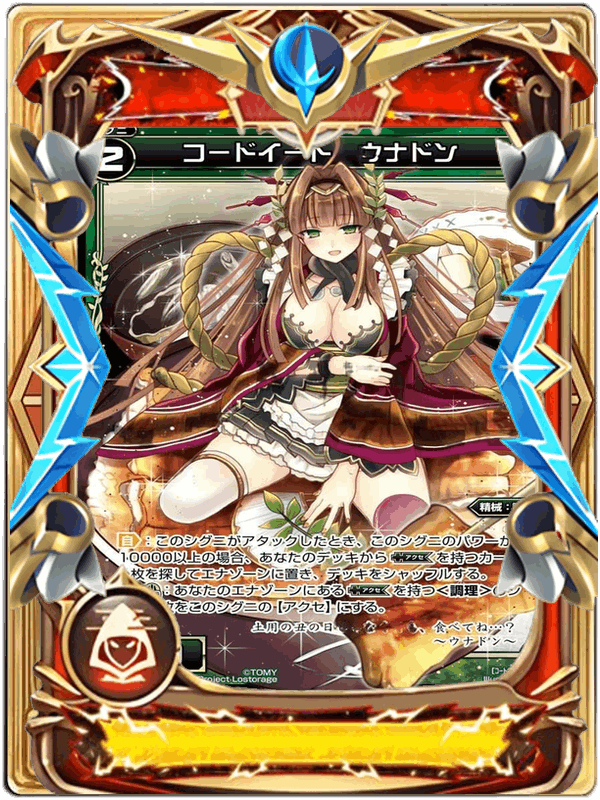 2
コードイート ウナドン
精械:
自:このシグニがアタックしたとき、このシグニのパワーが
10000以上の場合、あなたのデッキから アクセ を持つカー
枚を探してエナゾーンに置き、デッキをシャッフルする。
:あなたのエナゾーンにある アクセ を持つ<調理>の
をこのシグニの【アクセ】にする。
土用の丑の日 、食べてね…?
~ウナドン~
©TOMY
Project Lostorage